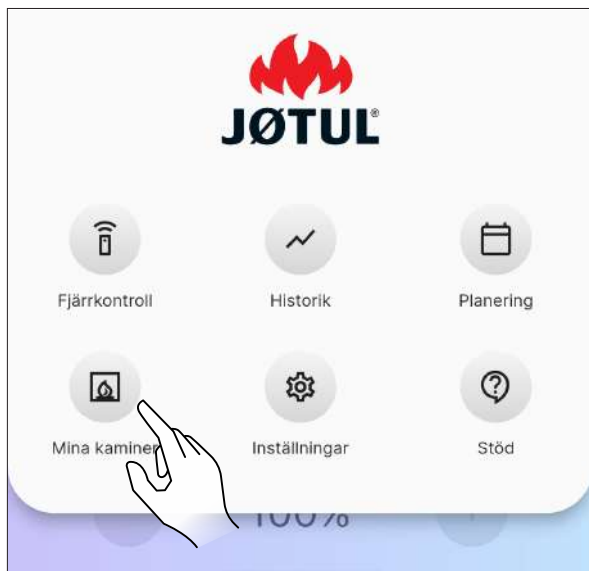 JØTUL®
Fjärrkontroll
Historik
Planering
Mina kaminer
Inställningar
Stöd
100%